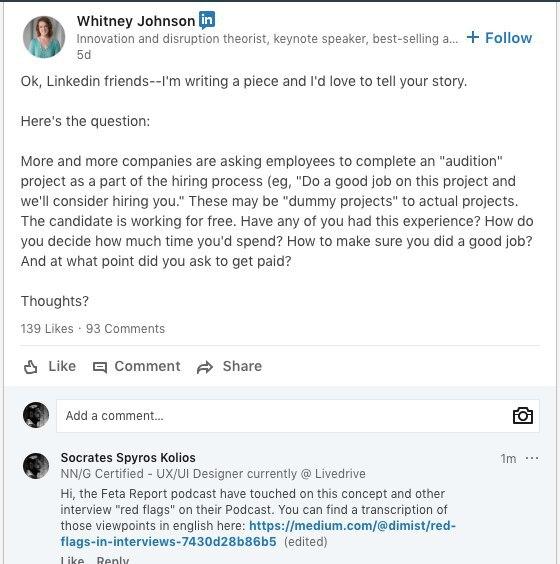 Whitney Johnson in
Innovation and disruption theorist, keynote speaker, best-selling a... + Follow
5d
Ok, Linkedin friends--I'm writing a piece and I'd love to tell your story.
Here's the question:
More and more companies are asking employees to complete an "audition"
project as a part of the hiring process (eg, "Do a good job on this project and
we'll consider hiring you." These may be "dummy projects" to actual projects.
The candidate is working for free. Have any of you had this experience? How do
you decide how much time you'd spend? How to make sure you did a good job?
And at what point did you ask to get paid?
Thoughts?
139 Likes · 93 Comments
Like Comment Share
Add a comment...
Socrates Spyros Kolios 1m ...
NN/G Certified - UX/UI Designer currently @ Livedrive
Hi, the Feta Report podcast have touched on this concept and other
interview "red flags" on their Podcast. You can find a transcription of
those viewpoints in english here: https://medium.com/@dimist/red-
flags-in-interviews-7430d28b86b5 (edited)
Like Reply